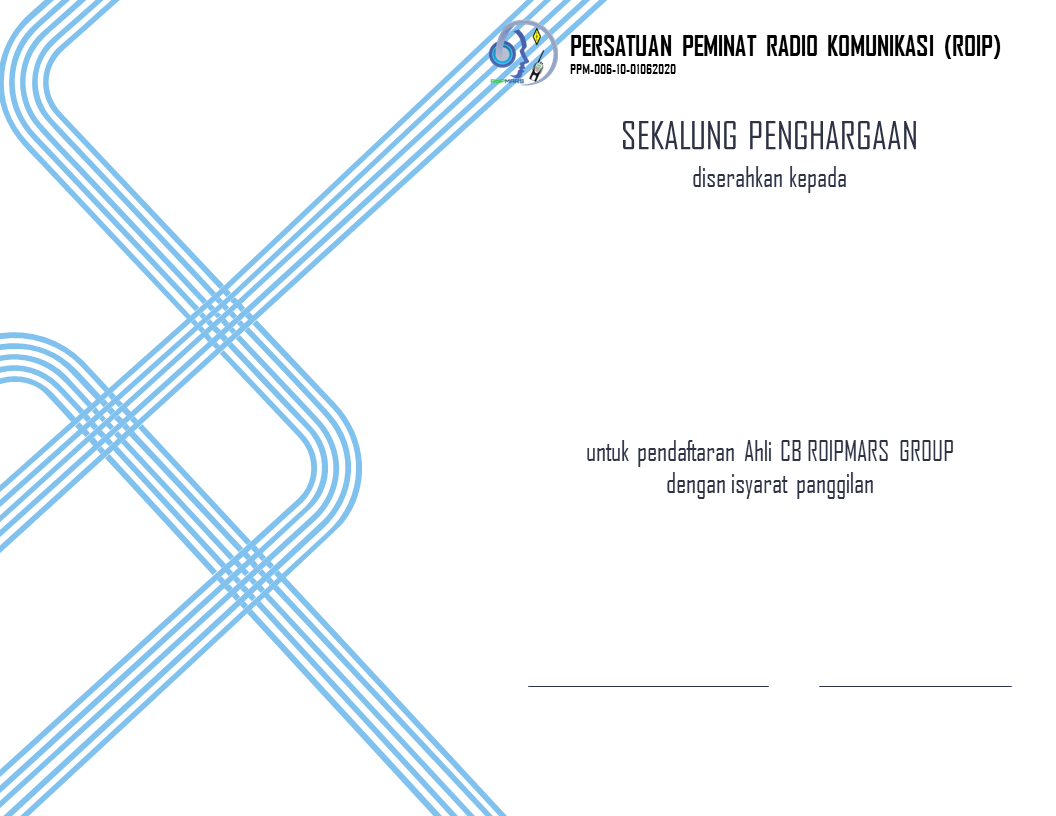 PERSATUAN PEMINAT RADIO KOMUNIKASI (ROIP)
PPM-006-10-01062020
ROIPMARS
SEKALUNG PENGHARGAAN
diserahkan kepada
untuk pendaftaran Ahli CB ROIPMARS GROUP
dengan isyarat panggilan